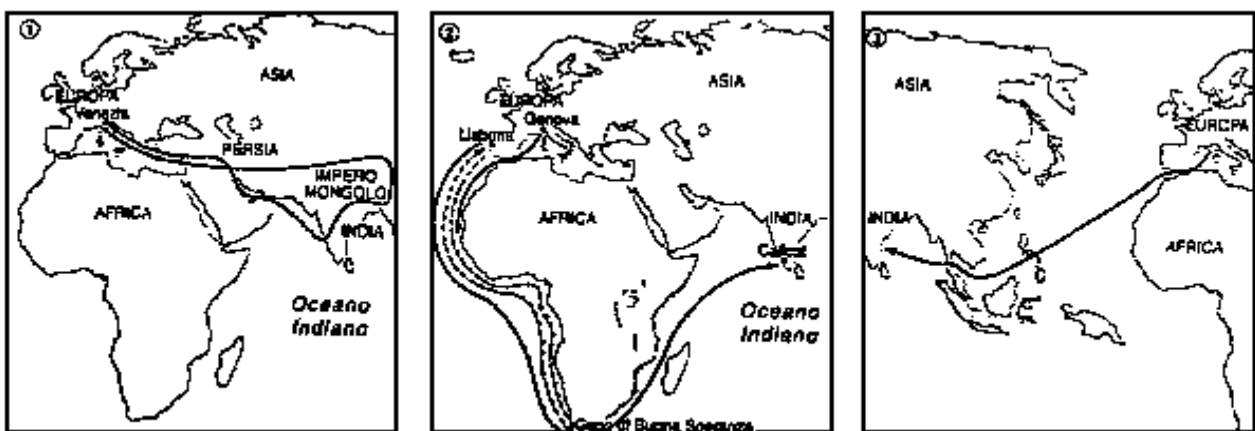 ①
ASIA
EUROPA
Venezia
PERSIA
IMPERO
MONGOLO
AFRICA
INDIA
Oceano
Indiano
②
ASIA
EUROPA
Genova
Lisbona
AFRICA
INDIA
Calicut
Oceano
Indiano
Capo di Buona Speranza
③
ASIA
EUROPA
INDIA
AFRICA